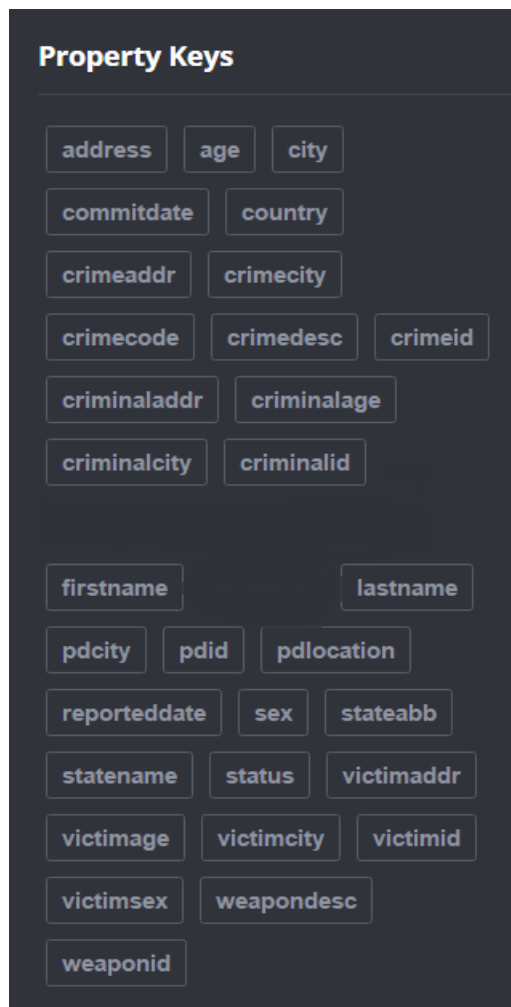 Property Keys
address age city
commitdate country
crimeaddr crimecity
crimecode crimedesc crimeid
criminaladdr criminalage
criminalcity criminalid
firstname lastname
pdcity pdid pdlocation
reporteddate sex stateabb
statename status victimaddr
victimage victimcity victimid
victimsex weapondesc
weaponid